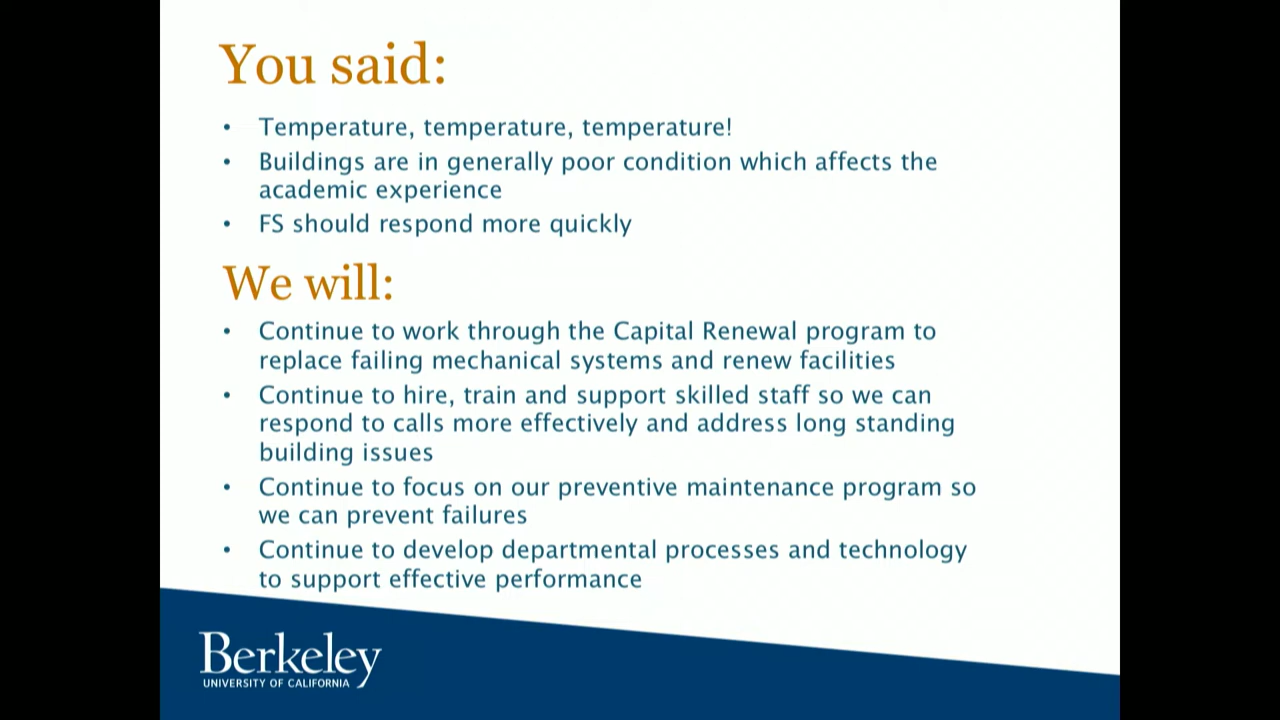 You said:
• Temperature, temperature, temperature!
• Buildings are in generally poor condition which affects the
academic experience
• FS should respond more quickly
We will:
• Continue to work through the Capital Renewal program to
replace failing mechanical systems and renew facilities
• Continue to hire, train and support skilled staff so we can
respond to calls more effectively and address long standing
building issues
• Continue to focus on our preventive maintenance program so
we can prevent failures
• Continue to develop departmental processes and technology
to support effective performance
Berkeley
UNIVERSITY OF CALIFORNIA